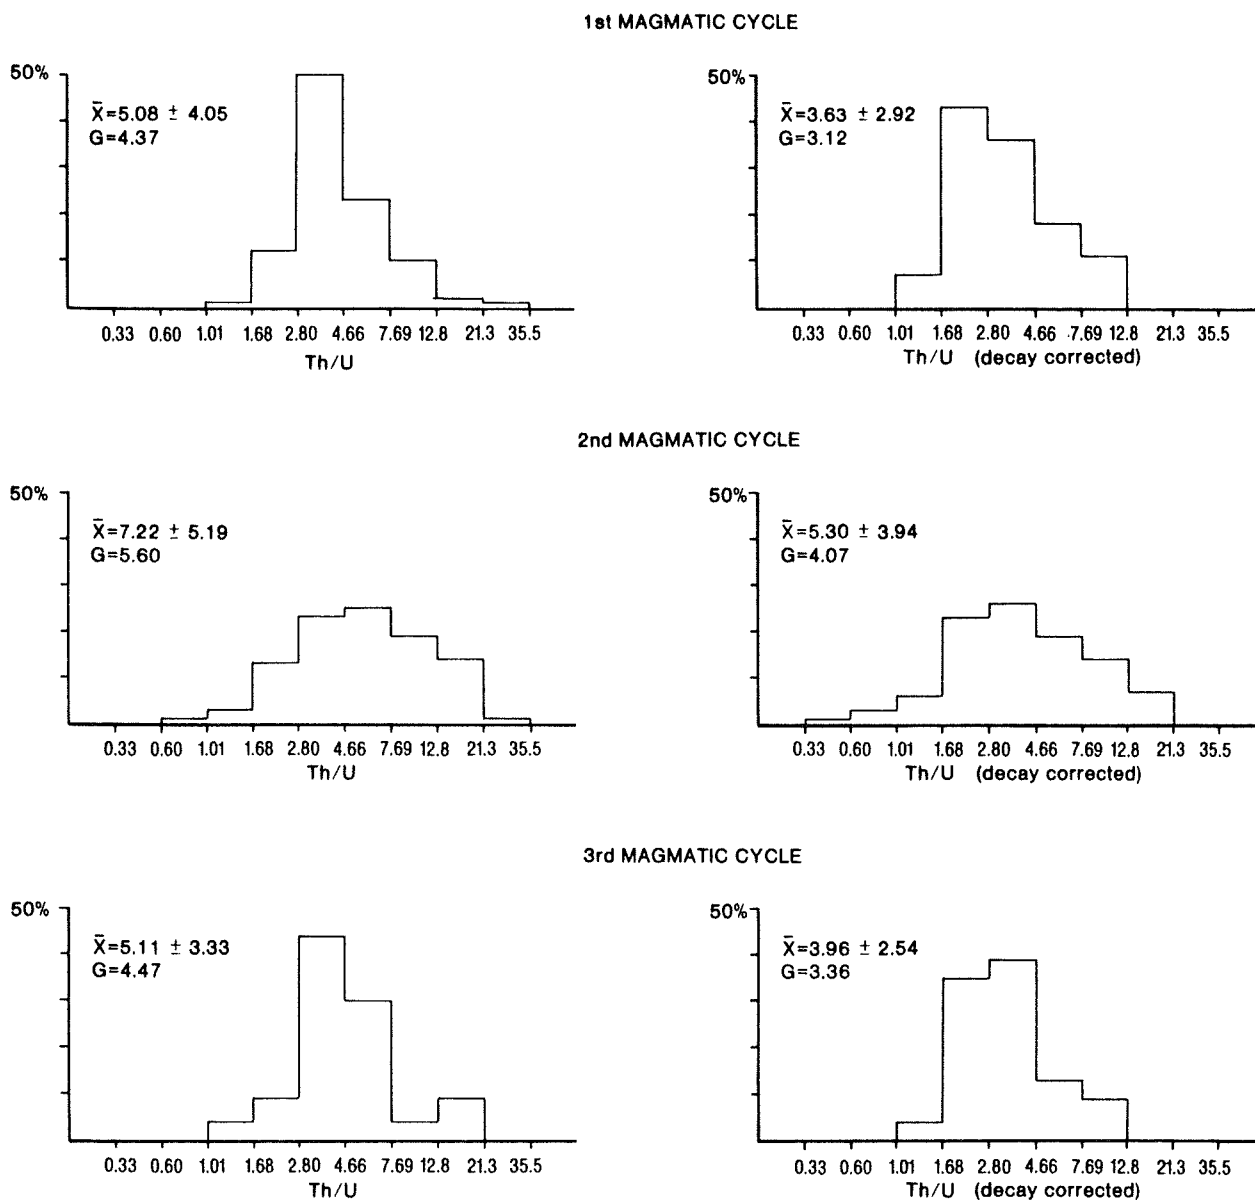 1st MAGMATIC CYCLE
50%
X̄=5.08 ± 4.05
G=4.37
0.33 0.60 1.01 1.68 2.80 4.66 7.69 12.8 21.3 35.5
Th/U
50%
X̄=3.63 ± 2.92
G=3.12
0.33 0.60 1.01 1.68 2.80 4.66 7.69 12.8 21.3 35.5
Th/U (decay corrected)
2nd MAGMATIC CYCLE
50%
X̄=7.22 ± 5.19
G=5.60
0.33 0.60 1.01 1.68 2.80 4.66 7.69 12.8 21.3 35.5
Th/U
50%
X̄=5.30 ± 3.94
G=4.07
0.33 0.60 1.01 1.68 2.80 4.66 7.69 12.8 21.3 35.5
Th/U (decay corrected)
3rd MAGMATIC CYCLE
50%
X̄=5.11 ± 3.33
G=4.47
0.33 0.60 1.01 1.68 2.80 4.66 7.69 12.8 21.3 35.5
Th/U
50%
X̄=3.96 ± 2.54
G=3.36
0.33 0.60 1.01 1.68 2.80 4.66 7.69 12.8 21.3 35.5
Th/U (decay corrected)